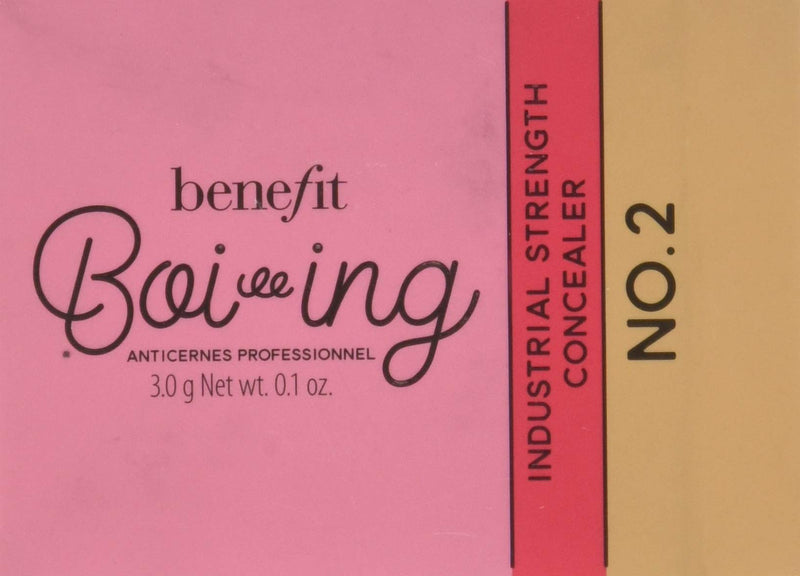 benefit
Boi-ing
ANTICERNES PROFESSIONNEL
3.0 g Net wt. 0.1 oz.
INDUSTRIAL STRENGTH
CONCEALER
NO. 2